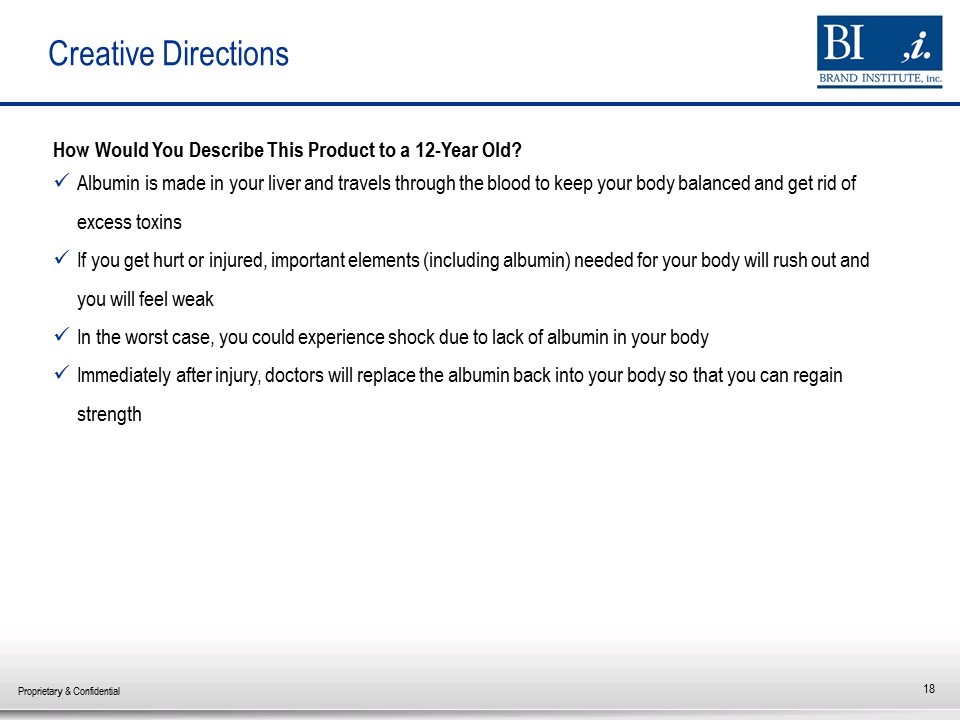 Creative Directions
BI ,i.
BRAND INSTITUTE, inc.
How Would You Describe This Product to a 12-Year Old?
✓ Albumin is made in your liver and travels through the blood to keep your body balanced and get rid of
excess toxins
✓ If you get hurt or injured, important elements (including albumin) needed for your body will rush out and
you will feel weak
✓ In the worst case, you could experience shock due to lack of albumin in your body
✓ Immediately after injury, doctors will replace the albumin back into your body so that you can regain
strength
Proprietary & Confidential
18